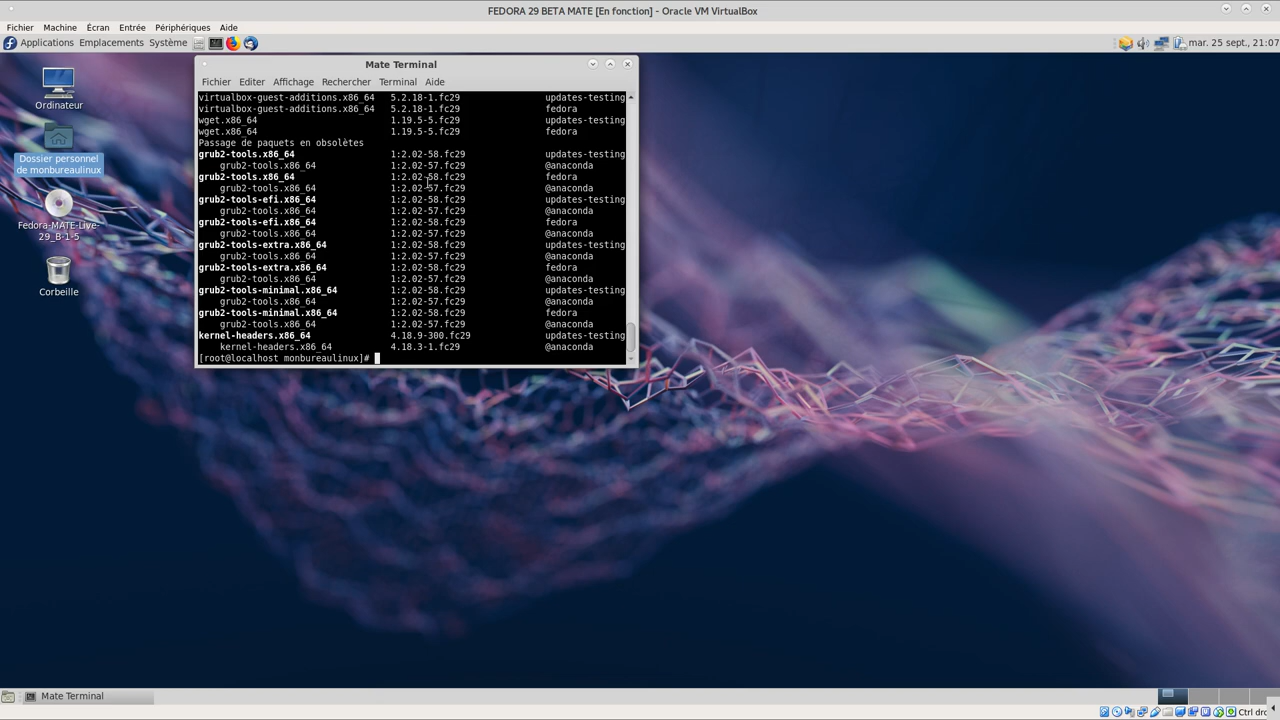 FEDORA 29 BETA MATE [En fonction] - Oracle VM VirtualBox
Fichier Machine Écran Entrée Périphériques Aide
Applications Emplacements Système mar. 25 sept., 21:07
Mate Terminal
Fichier Editer Affichage Rechercher Terminal Aide
virtualbox-guest-additions.x86_64 5.2.18-1.fc29 updates-testing
virtualbox-guest-additions.x86_64 5.2.18-1.fc29 fedora
wget.x86_64 1.19.5-5.fc29 updates-testing
wget.x86_64 1.19.5-5.fc29 fedora
Passage de paquets en obsolètes
grub2-tools.x86_64 1:2.02-58.fc29 updates-testing
grub2-tools.x86_64 1:2.02-57.fc29 @anaconda
grub2-tools.x86_64 1:2.02-58.fc29 fedora
grub2-tools.x86_64 1:2.02-57.fc29 @anaconda
grub2-tools-efi.x86_64 1:2.02-58.fc29 updates-testing
grub2-tools.x86_64 1:2.02-57.fc29 @anaconda
grub2-tools-efi.x86_64 1:2.02-58.fc29 fedora
grub2-tools.x86_64 1:2.02-57.fc29 @anaconda
grub2-tools-extra.x86_64 1:2.02-58.fc29 updates-testing
grub2-tools.x86_64 1:2.02-57.fc29 @anaconda
grub2-tools-extra.x86_64 1:2.02-58.fc29 fedora
grub2-tools.x86_64 1:2.02-57.fc29 @anaconda
grub2-tools-minimal.x86_64 1:2.02-58.fc29 updates-testing
grub2-tools.x86_64 1:2.02-57.fc29 @anaconda
grub2-tools-minimal.x86_64 1:2.02-58.fc29 fedora
grub2-tools.x86_64 1:2.02-57.fc29 @anaconda
kernel-headers.x86_64 4.18.9-300.fc29 updates-testing
kernel-headers.x86_64 4.18.3-1.fc29 @anaconda
[root@localhost monbureaulinux]#
Ordinateur
Dossier personnel
de monbureaulinux
Fedora-MATE-Live-
29_B-1-5
Corbeille
Mate Terminal
Ctrl drc